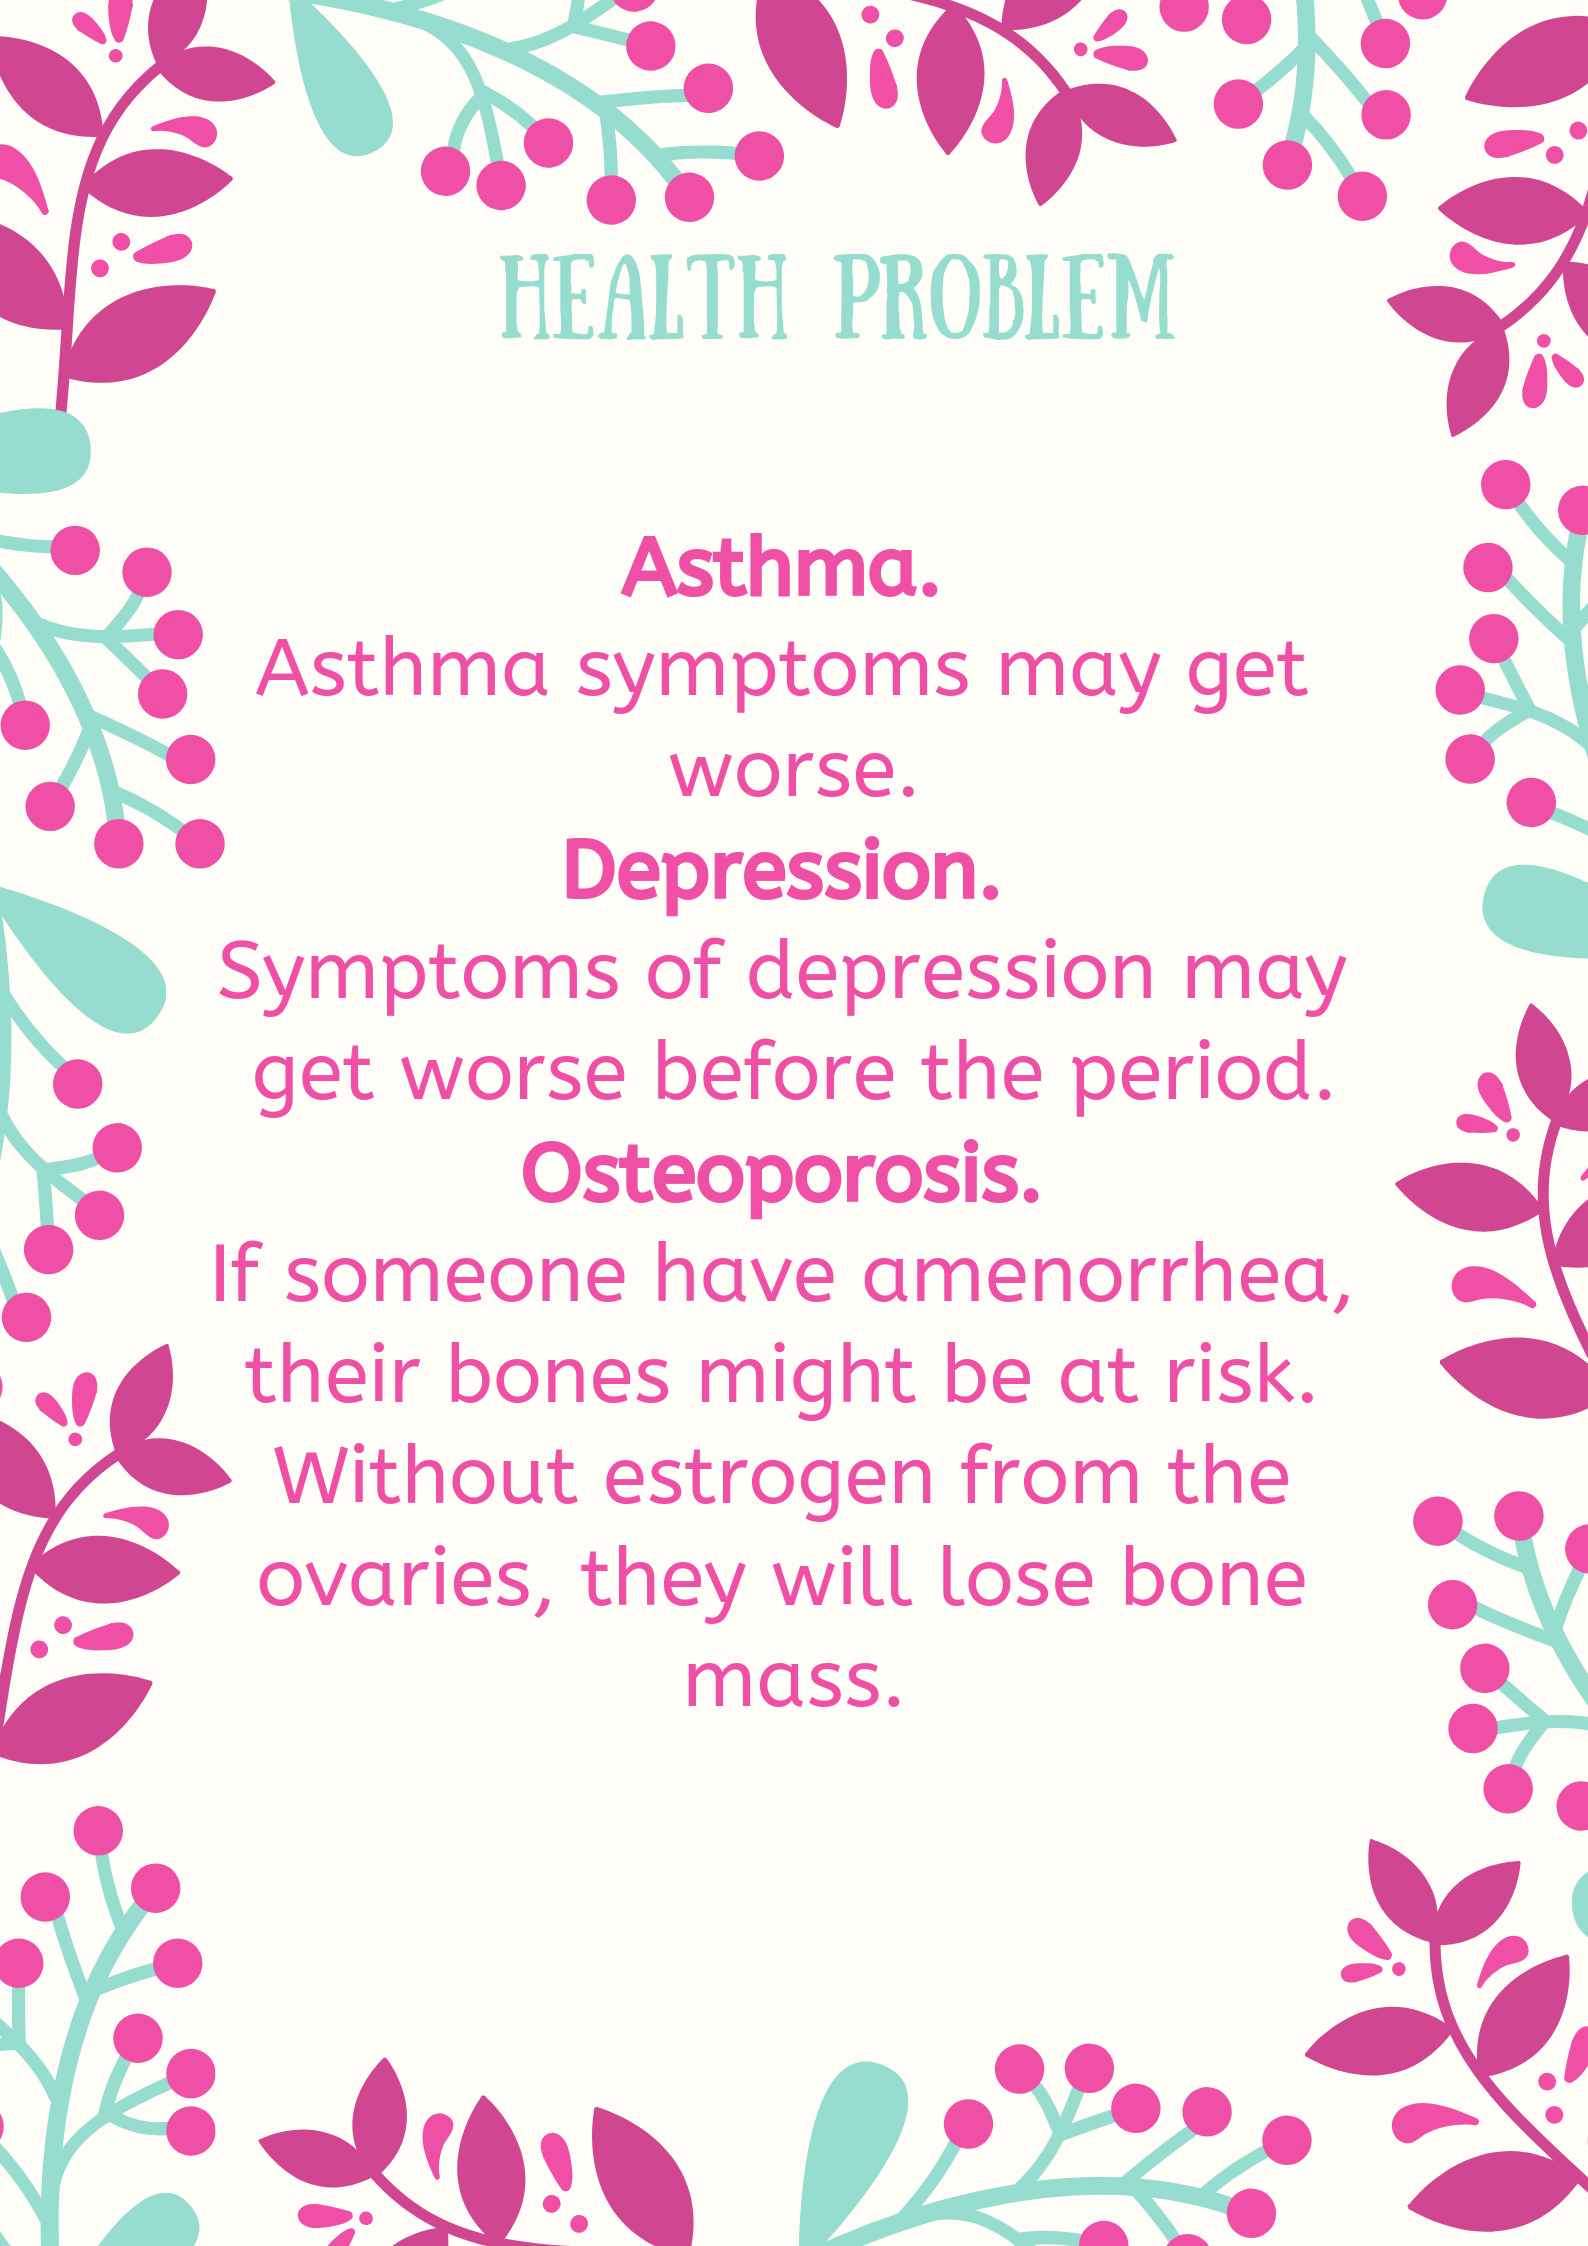 HEALTH PROBLEM
Asthma.
Asthma symptoms may get
worse.
Depression.
Symptoms of depression may
get worse before the period.
Osteoporosis.
If someone have amenorrhea,
their bones might be at risk.
Without estrogen from the
ovaries, they will lose bone
mass.